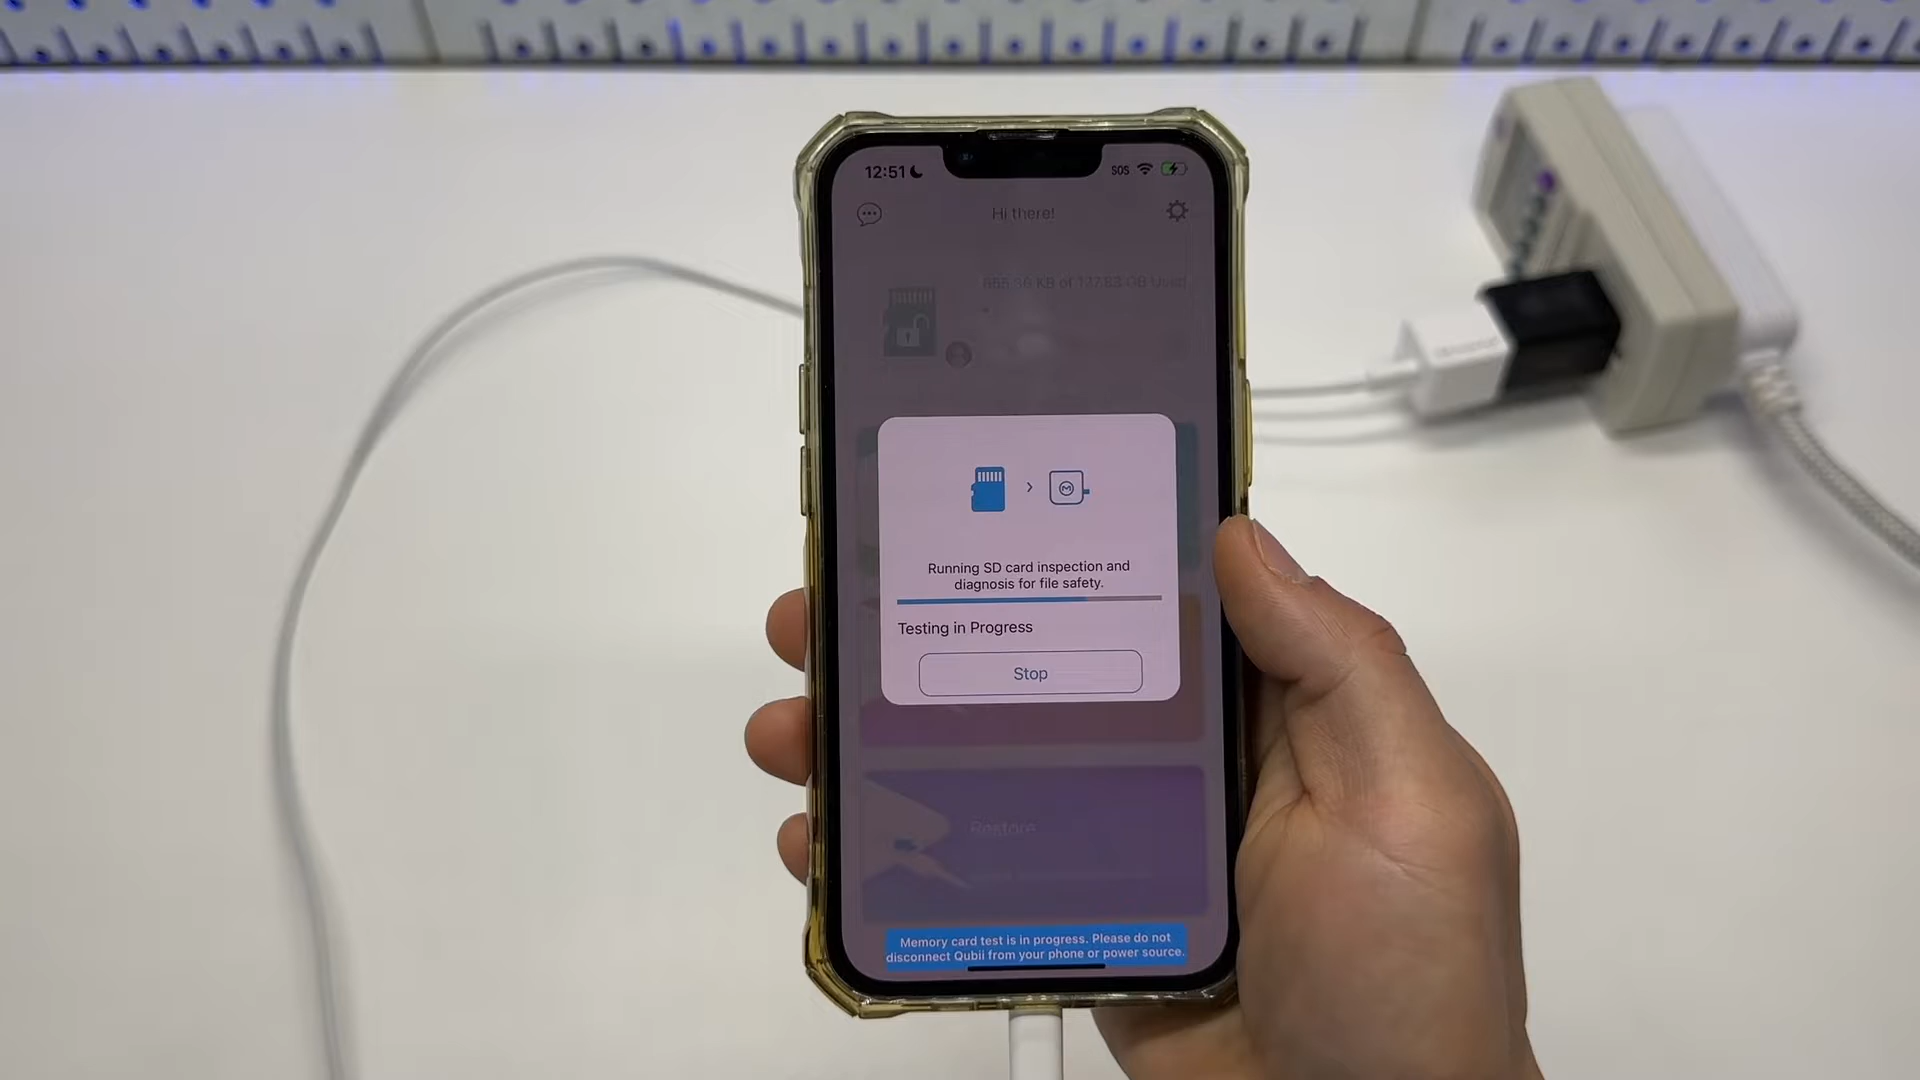 12:51
SOS
Hi there!
Running SD card inspection and
diagnosis for file safety.
Testing in Progress
Stop
Restore
Memory card test is in progress. Please do not
disconnect Qubii from your phone or power source.